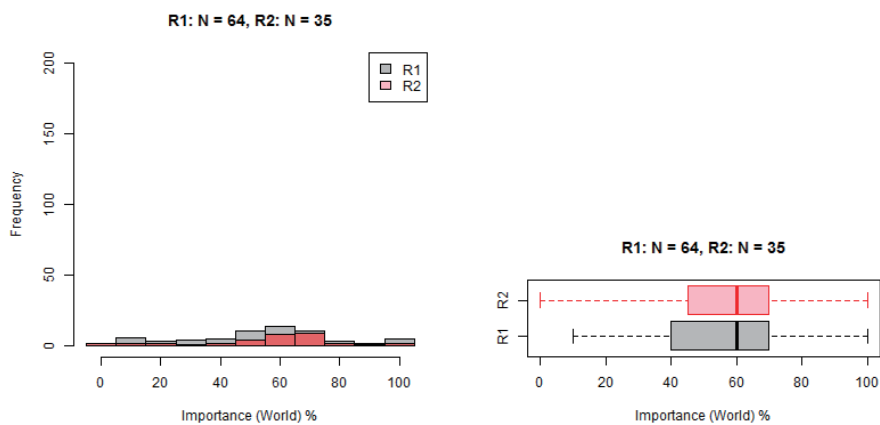 R1: N = 64, R2: N = 35
200
150
100
50
0
Frequency
R1
R2
0 20 40 60 80 100
Importance (World) %
R1: N = 64, R2: N = 35
R2
R1
0 20 40 60 80 100
Importance (World) %